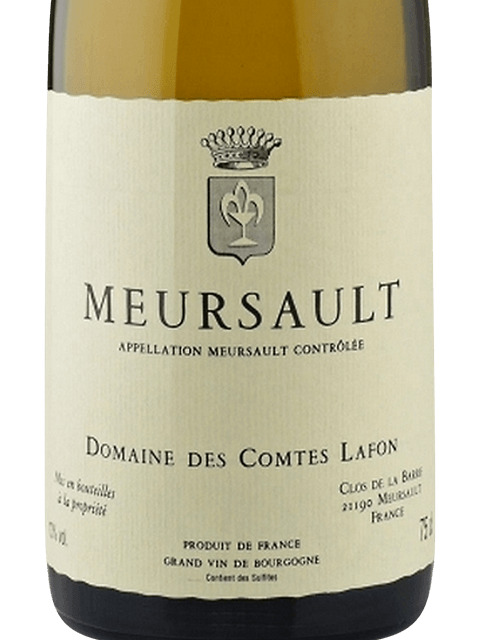 MEURSAULT
APPELLATION MEURSAULT CONTRÔLÉE
DOMAINE DES COMTES LAFON
Mis en bouteilles
à la propriété
CLOS DE LA BARRE
21190 MEURSAULT
FRANCE
vol.
75
PRODUIT DE FRANCE
GRAND VIN DE BOURGOGNE
Contient des Sulfites